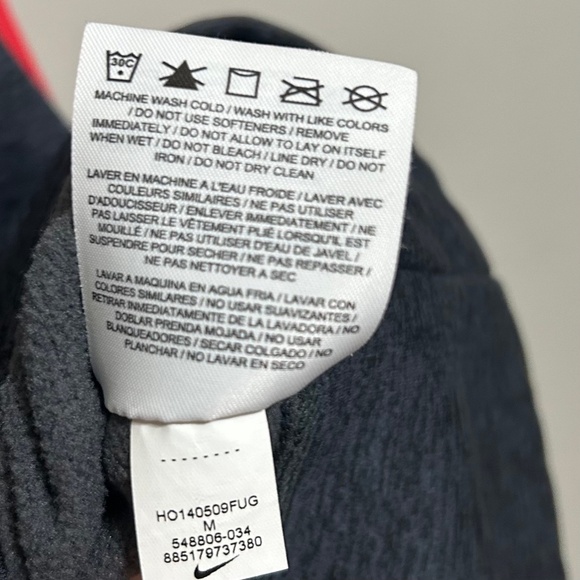 30C
MACHINE WASH COLD / WASH WITH LIKE COLORS
/ DO NOT USE SOFTENERS / REMOVE
IMMEDIATELY / DO NOT ALLOW TO LAY ON ITSELF
WHEN WET / DO NOT BLEACH / LINE DRY / DO NOT
IRON / DO NOT DRY CLEAN
LAVER EN MACHINE A L'EAU FROIDE / LAVER AVEC
COULEURS SIMILAIRES / NE PAS UTILISER
D'ADOUCISSEUR / ENLEVER IMMEDIATEMENT / NE
PAS LAISSER LE VÊTEMENT PLIÉ LORSQU'IL EST
MOUILLÉ / NE PAS UTILISER D'EAU DE JAVEL /
SUSPENDRE POUR SÉCHER / NE PAS REPASSER /
NE PAS NETTOYER A SEC
LAVAR A MAQUINA EN AGUA FRIA / LAVAR CON
COLORES SIMILARES / NO USAR SUAVIZANTES /
RETIRAR INMEDIATAMENTE DE LA LAVADORA / NO
DOBLAR PRENDA MOJADA / NO USAR
BLANQUEADORES / SECAR COLGADO / NO
PLANCHAR / NO LAVAR EN SECO
--------
HO140509FUG
M
548806-034
885179737380